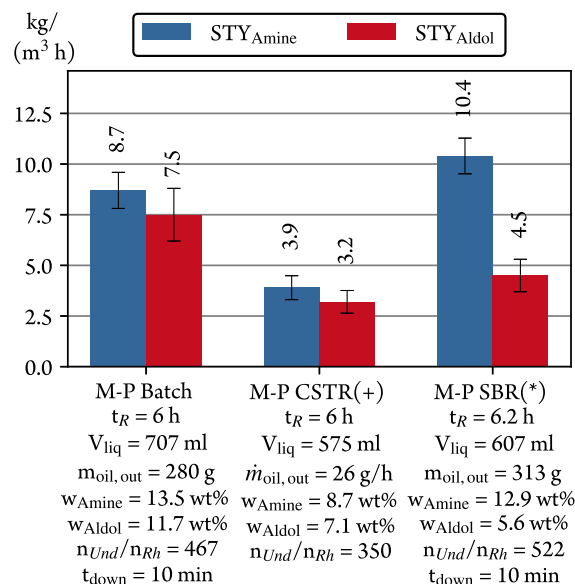 kg/
(m³ h)
STY_Amine
STY_Aldol
12.5
10.0
7.5
5.0
2.5
0.0
8.7
7.5
3.9
3.2
10.4
4.5
M-P Batch
t_R = 6 h
V_liq = 707 ml
m_oil, out = 280 g
w_Amine = 13.5 wt%
w_Aldol = 11.7 wt%
n_Und/n_Rh = 467
t_down = 10 min
M-P CSTR(+)
t_R = 6 h
V_liq = 575 ml
ṁ_oil, out = 26 g/h
w_Amine = 8.7 wt%
w_Aldol = 7.1 wt%
n_Und/n_Rh = 350
M-P SBR(*)
t_R = 6.2 h
V_liq = 607 ml
m_oil, out = 313 g
w_Amine = 12.9 wt%
w_Aldol = 5.6 wt%
n_Und/n_Rh = 522
t_down = 10 min